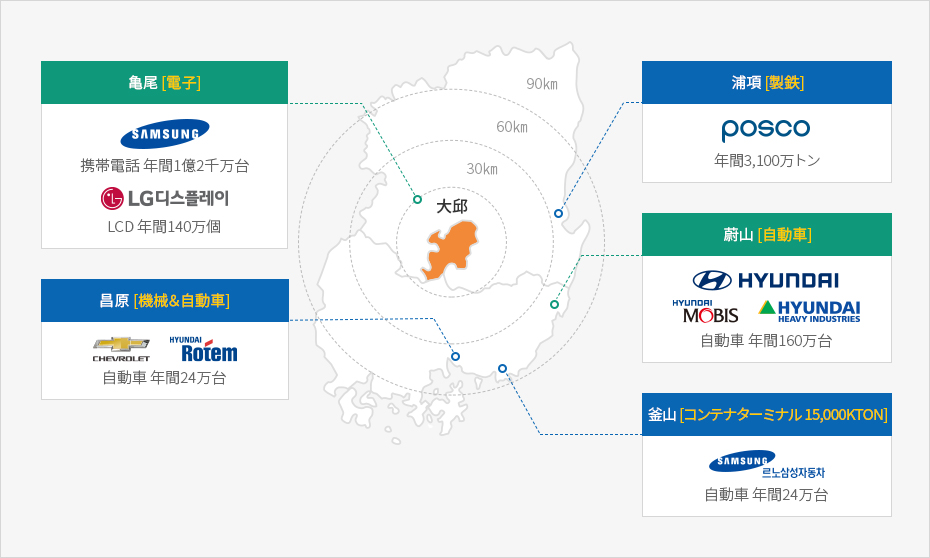 亀尾 [電子]
SAMSUNG
携帯電話 年間1億2千万台
LG디스플레이
LCD 年間140万個
昌原 [機械&自動車]
CHEVROLET
HYUNDAI
Rotem
自動車 年間24万台
90km
60km
30km
大邱
浦項 [製鉄]
posco
年間3,100万トン
蔚山 [自動車]
HYUNDAI
HYUNDAI
MOBIS
HYUNDAI
HEAVY INDUSTRIES
自動車 年間160万台
釜山 [コンテナターミナル 15,000KTON]
SAMSUNG
르노삼성자동차
自動車 年間24万台